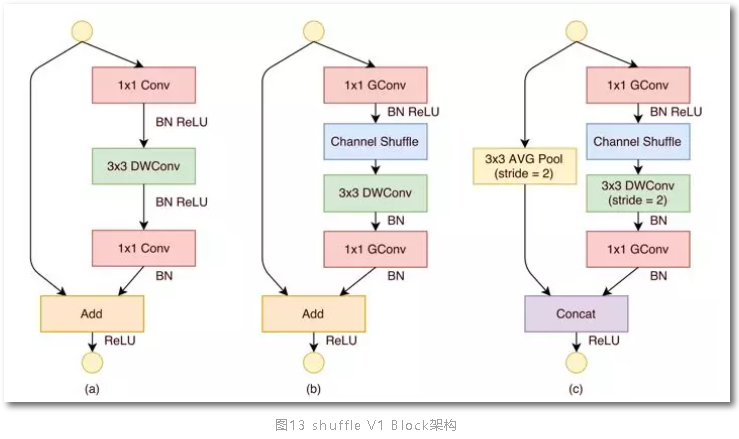 1x1 Conv
BN ReLU
3x3 DWConv
BN ReLU
1x1 Conv
BN
Add
ReLU
(a)
1x1 GConv
BN ReLU
Channel Shuffle
3x3 DWConv
BN
1x1 GConv
BN
Add
ReLU
(b)
3x3 AVG Pool
(stride = 2)
1x1 GConv
BN ReLU
Channel Shuffle
3x3 DWConv
(stride = 2)
BN
1x1 GConv
BN
Concat
ReLU
(c)
图13 shuffle V1 Block架构